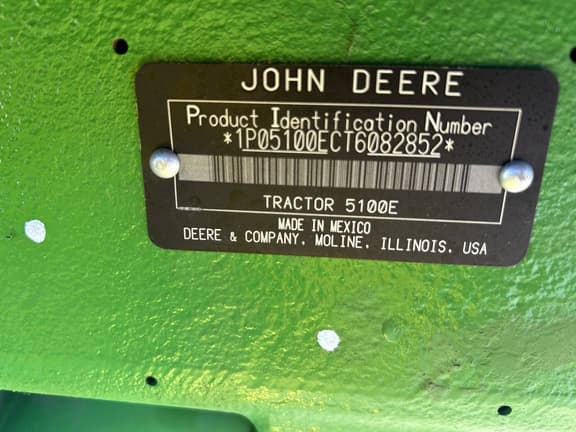 JOHN DEERE
Product Identification Number
*1P05100ECT6082852*
TRACTOR 5100E
MADE IN MEXICO
DEERE & COMPANY, MOLINE, ILLINOIS, USA